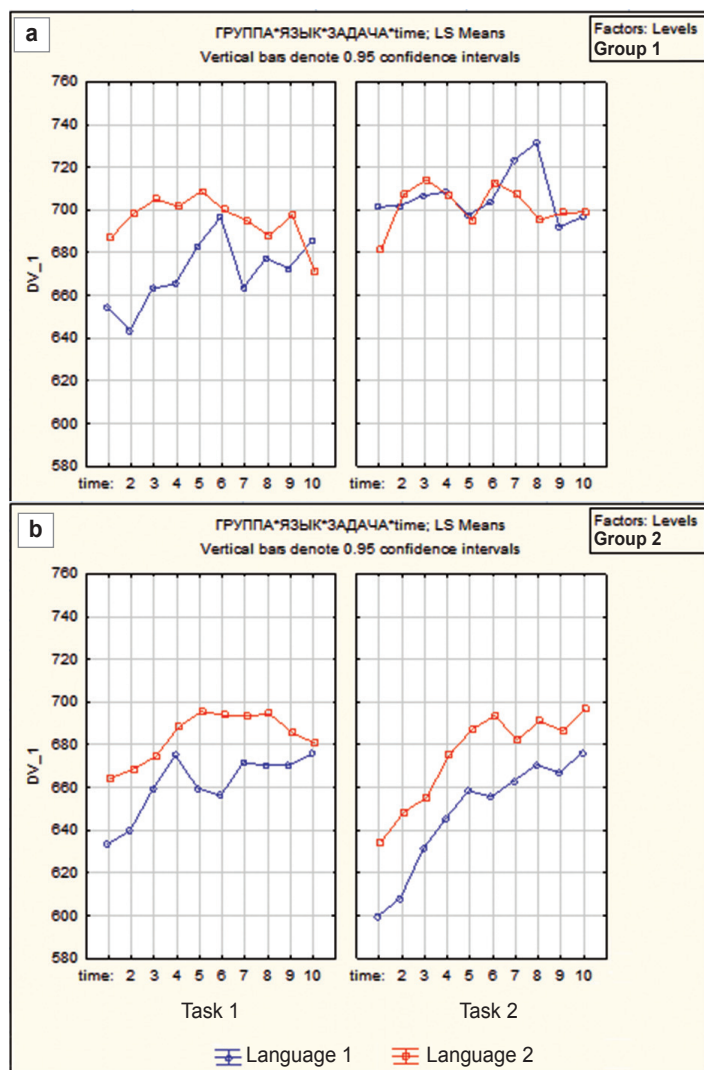 a
ГРУППА*ЯЗЫК*ЗАДАЧА*time; LS Means
Vertical bars denote 0.95 confidence intervals
Factors: Levels
Group 1
760
740
720
700
680
660
640
620
600
580
DV_1
time: 2 3 4 5 6 7 8 9 10
time: 2 3 4 5 6 7 8 9 10
b
ГРУППА*ЯЗЫК*ЗАДАЧА*time; LS Means
Vertical bars denote 0.95 confidence intervals
Factors: Levels
Group 2
760
740
720
700
680
660
640
620
600
580
DV_1
time: 2 3 4 5 6 7 8 9 10
time: 2 3 4 5 6 7 8 9 10
Task 1
Task 2
Language 1
Language 2